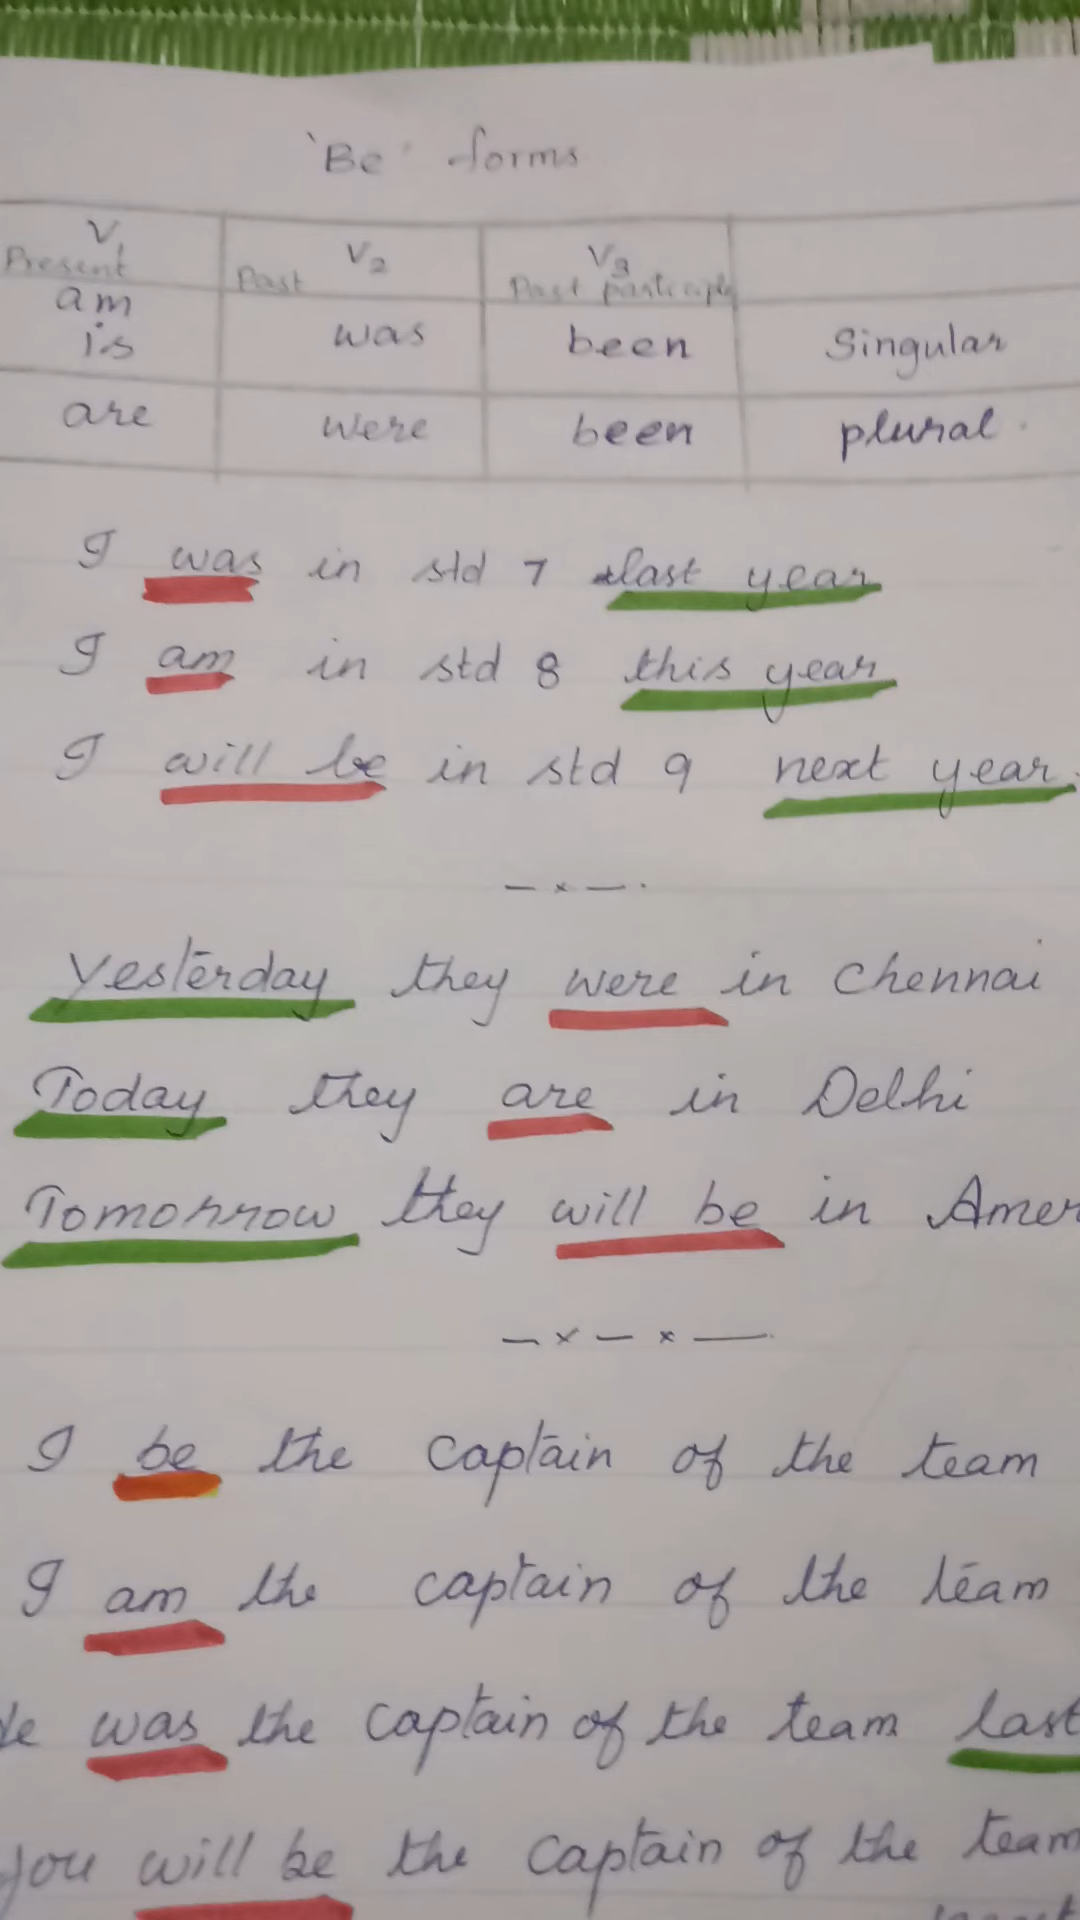 'Be' forms
V1 V2 V3
Present Past Past participle
am
is was been Singular
are were been plural.
I was in std 7 last year
I am in std 8 this year
I will be in std 9 next year.
Yesterday they were in Chennai
Today they are in Delhi
Tomorrow they will be in Amer
I be the captain of the team
I am the captain of the team
was the captain of the team last
you will be the captain of the team